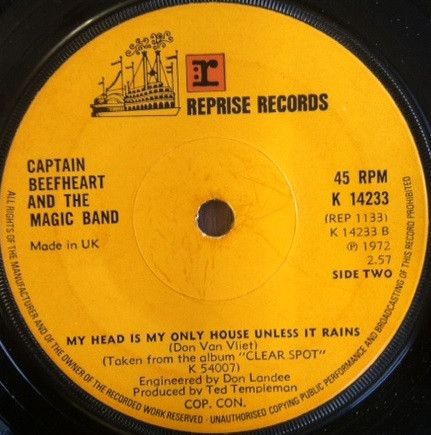 r
REPRISE RECORDS
CAPTAIN
BEEFHEART
AND THE
MAGIC BAND
Made in UK
45 RPM
K 14233
(REP 1133)
K 14233 B
℗ 1972
2.57
SIDE TWO
MY HEAD IS MY ONLY HOUSE UNLESS IT RAINS
(Don Van Vliet)
(Taken from the album "CLEAR SPOT"
K 54007)
Engineered by Don Landee
Produced by Ted Templeman
COP. CON.
ALL RIGHTS OF THE MANUFACTURER AND OF THE OWNER OF THE RECORDED WORK RESERVED · UNAUTHORISED COPYING PUBLIC PERFORMANCE AND BROADCASTING OF THIS RECORD PROHIBITED